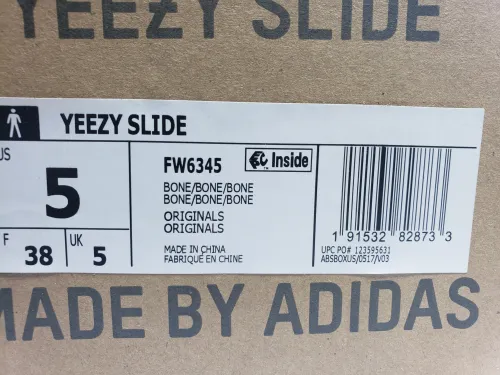 YEEZY SLIDE
YEEZY SLIDE
US
5
F
38
UK
5
FW6345
Inside
BONE/BONE/BONE
BONE/BONE/BONE
ORIGINALS
ORIGINALS
MADE IN CHINA
FABRIQUÉ EN CHINE
1 91532 82873 3
UPC PO# 123595631
ABSBOXUS/0517/V03
MADE BY ADIDAS